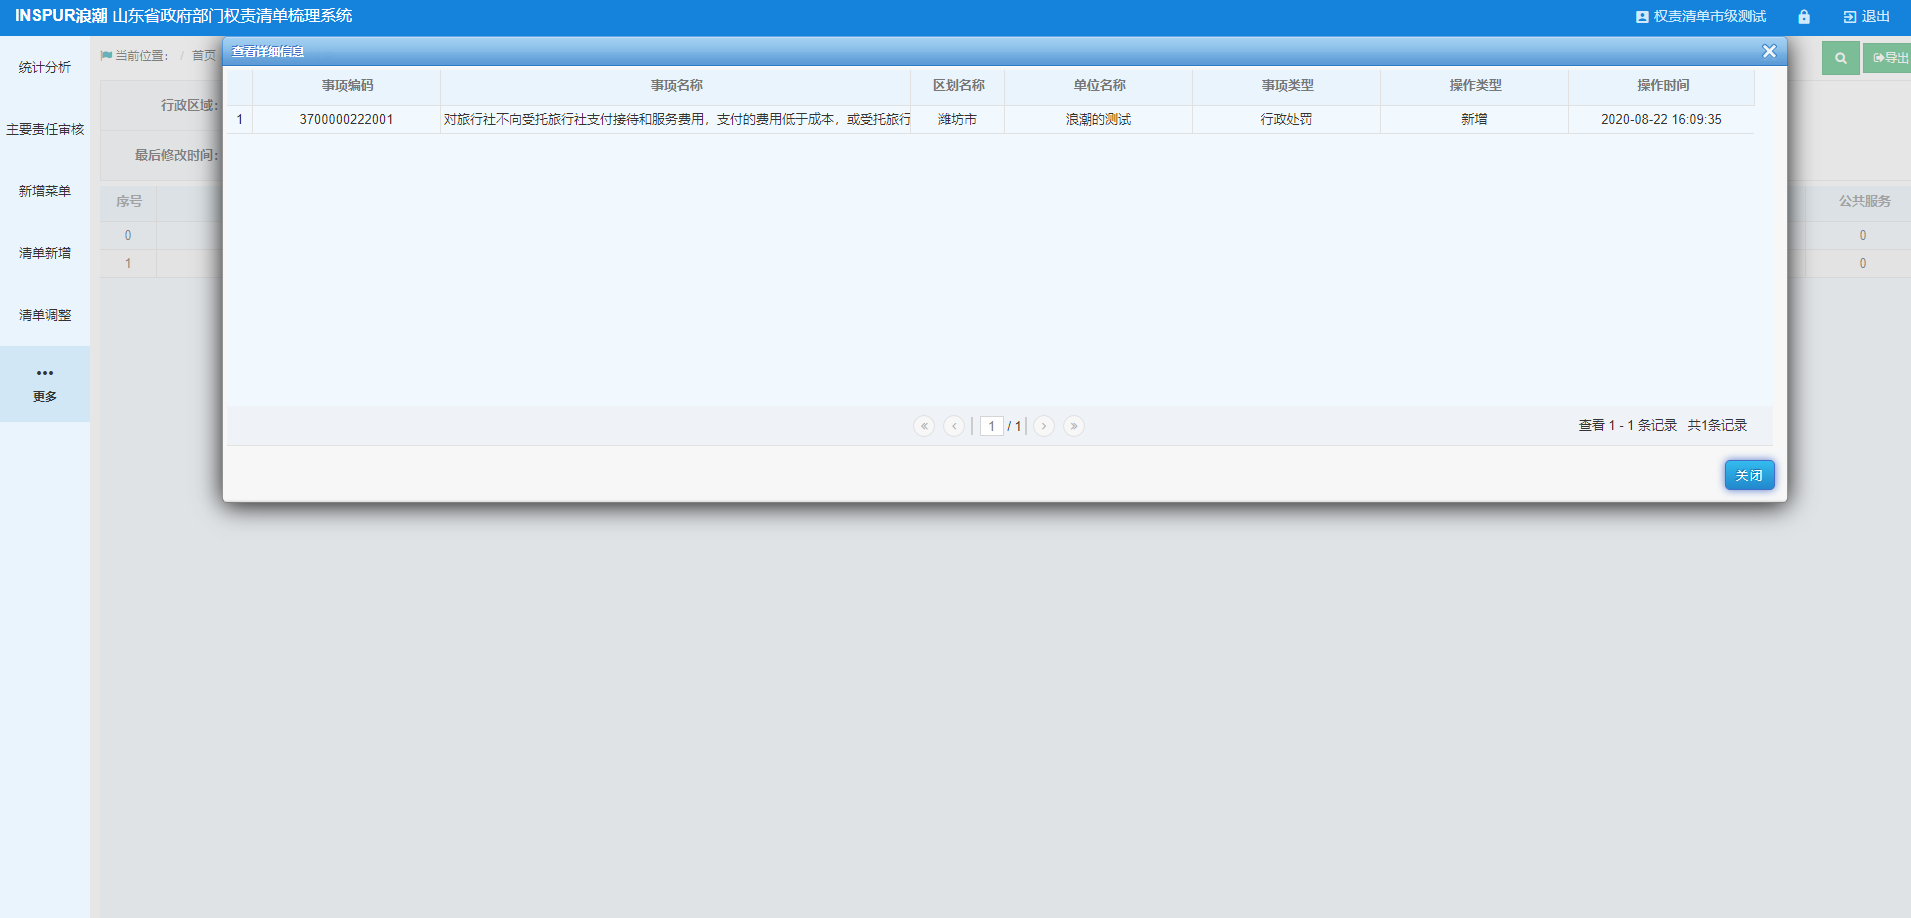 INSPUR浪潮 山东省政府部门权责清单梳理系统
权责清单市级测试
退出
统计分析
主要责任审核
新增菜单
清单新增
清单调整
更多
当前位置： / 首页
导出
行政区域：
最后修改时间：
序号
公共服务
0
0
1
0
查看详细信息
事项编码 事项名称 区划名称 单位名称 事项类型 操作类型 操作时间
1 3700000222001 对旅行社不向受托旅行社支付接待和服务费用，支付的费用低于成本，或受托旅行 潍坊市 浪潮的测试 行政处罚 新增 2020-08-22 16:09:35
1 / 1
查看 1 - 1 条记录 共1条记录
关闭